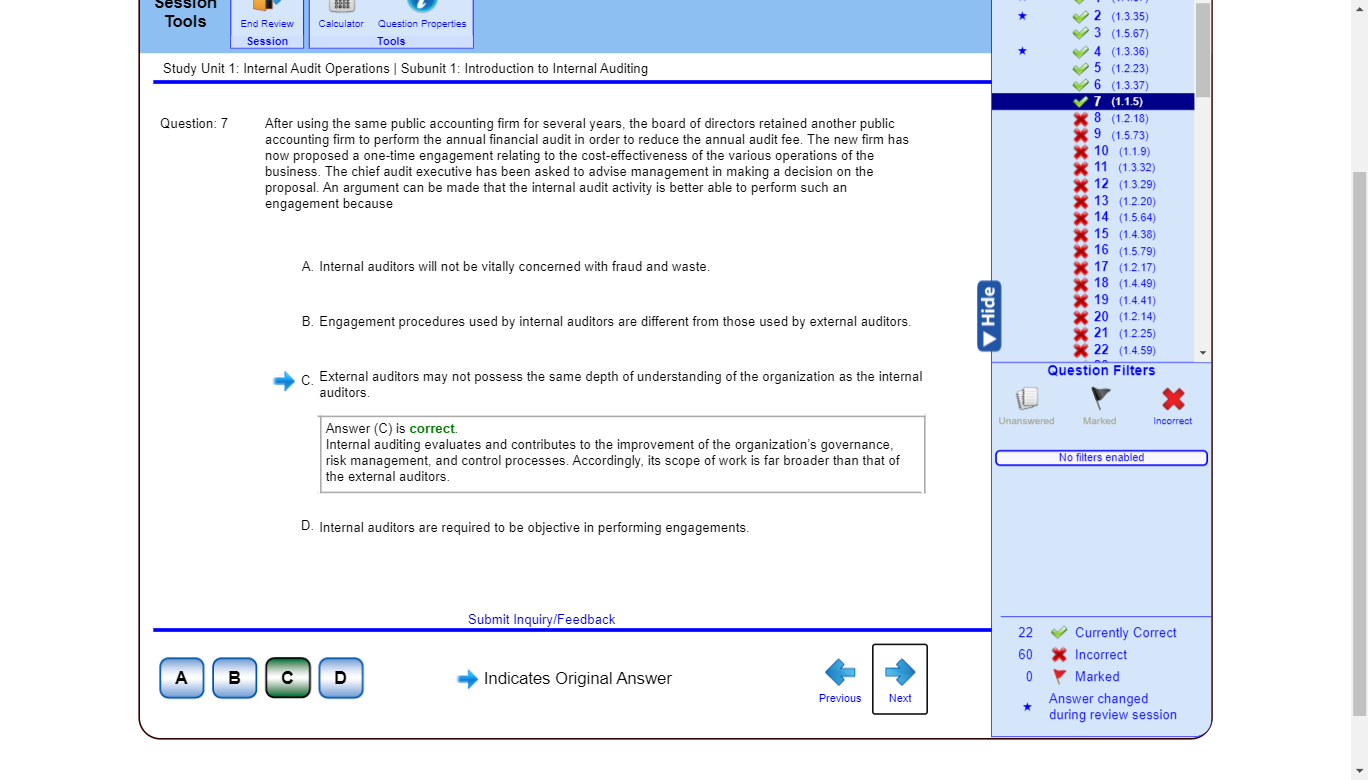 Session
Tools
End Review
Session
Calculator
Question Properties
Tools
Study Unit 1: Internal Audit Operations | Subunit 1: Introduction to Internal Auditing
Question: 7
After using the same public accounting firm for several years, the board of directors retained another public
accounting firm to perform the annual financial audit in order to reduce the annual audit fee. The new firm has
now proposed a one-time engagement relating to the cost-effectiveness of the various operations of the
business. The chief audit executive has been asked to advise management in making a decision on the
proposal. An argument can be made that the internal audit activity is better able to perform such an
engagement because
A. Internal auditors will not be vitally concerned with fraud and waste.
B. Engagement procedures used by internal auditors are different from those used by external auditors.
C. External auditors may not possess the same depth of understanding of the organization as the internal
auditors.
Answer (C) is correct.
Internal auditing evaluates and contributes to the improvement of the organization's governance,
risk management, and control processes. Accordingly, its scope of work is far broader than that of
the external auditors.
D. Internal auditors are required to be objective in performing engagements.
Submit Inquiry/Feedback
A B C D
Indicates Original Answer
Previous
Next
2 (1.3.35)
3 (1.5.67)
4 (1.3.36)
5 (1.2.23)
6 (1.3.37)
7 (1.1.5)
8 (1.2.18)
9 (1.5.73)
10 (1.1.9)
11 (1.3.32)
12 (1.3.29)
13 (1.2.20)
14 (1.5.64)
15 (1.4.38)
16 (1.5.79)
17 (1.2.17)
18 (1.4.49)
19 (1.4.41)
20 (1.2.14)
21 (1.2.25)
22 (1.4.59)
Hide
Question Filters
Unanswered
Marked
Incorrect
No filters enabled
22 Currently Correct
60 Incorrect
0 Marked
Answer changed
during review session